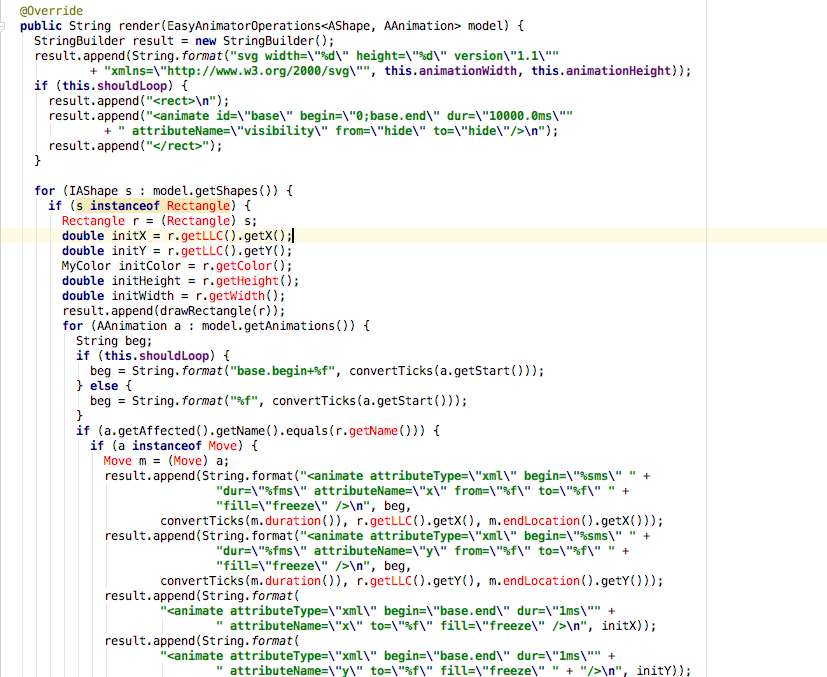 @Override
public String render(EasyAnimatorOperations<AShape, AAnimation> model) {
StringBuilder result = new StringBuilder();
result.append(String.format("svg width=\"%d\" height=\"%d\" version\"1.1\""
+ "xmlns=\"http://www.w3.org/2000/svg\"", this.animationWidth, this.animationHeight));
if (this.shouldLoop) {
result.append("<rect>\n");
result.append("<animate id=\"base\" begin=\"0;base.end\" dur=\"10000.0ms\""
+ " attributeName=\"visibility\" from=\"hide\" to=\"hide\"/>\n");
result.append("</rect>");
}
for (IAShape s : model.getShapes()) {
if (s instanceof Rectangle) {
Rectangle r = (Rectangle) s;
double initX = r.getLLC().getX();
double initY = r.getLLC().getY();
MyColor initColor = r.getColor();
double initHeight = r.getHeight();
double initWidth = r.getWidth();
result.append(drawRectangle(r));
for (AAnimation a : model.getAnimations()) {
String beg;
if (this.shouldLoop) {
beg = String.format("base.begin+%f", convertTicks(a.getStart()));
} else {
beg = String.format("%f", convertTicks(a.getStart()));
}
if (a.getAffected().getName().equals(r.getName())) {
if (a instanceof Move) {
Move m = (Move) a;
result.append(String.format("<animate attributeType=\"xml\" begin=\"%sms\" " +
"dur=\"%fms\" attributeName=\"x\" from=\"%f\" to=\"%f\" " +
"fill=\"freeze\" />\n", beg,
convertTicks(m.duration()), r.getLLC().getX(), m.endLocation().getX()));
result.append(String.format("<animate attributeType=\"xml\" begin=\"%sms\" " +
"dur=\"%fms\" attributeName=\"y\" from=\"%f\" to=\"%f\" " +
"fill=\"freeze\" />\n", beg,
convertTicks(m.duration()), r.getLLC().getY(), m.endLocation().getY()));
result.append(String.format(
"<animate attributeType=\"xml\" begin=\"base.end\" dur=\"1ms\"" +
" attributeName=\"x\" to=\"%f\" fill=\"freeze\" />\n", initX));
result.append(String.format(
"<animate attributeType=\"xml\" begin=\"base.end\" dur=\"1ms\"" +
" attributeName=\"y\" to=\"%f\" fill=\"freeze\" " + "/>\n", initY));